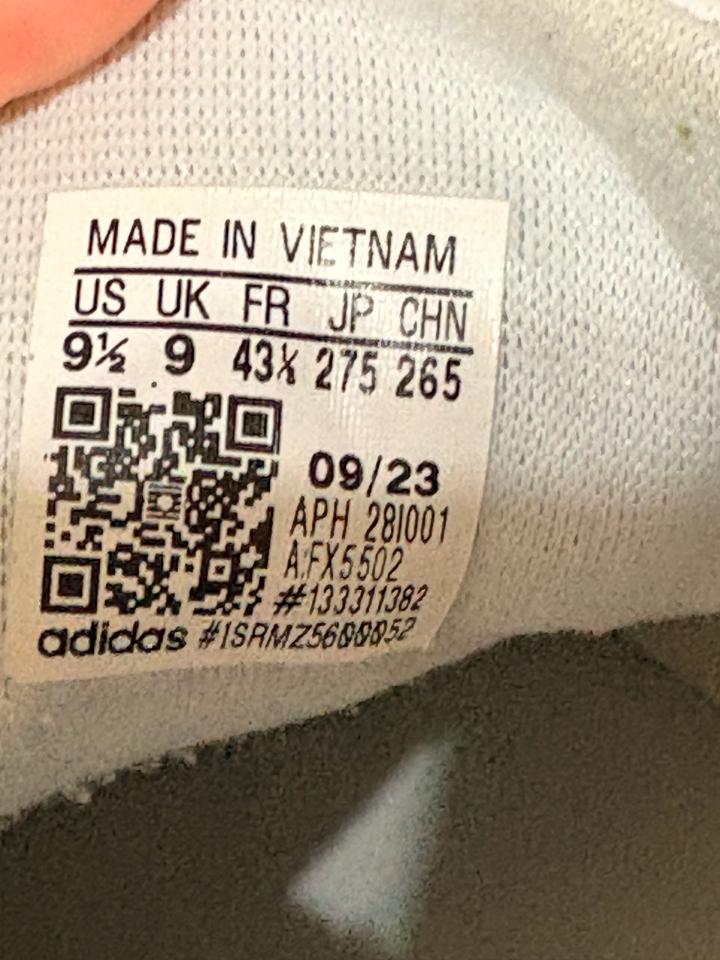 MADE IN VIETNAM
US UK FR JP CHN
9½ 9 43⅓ 275 265
09/23
APH 28I001
A:FX5502
#133311382
adidas